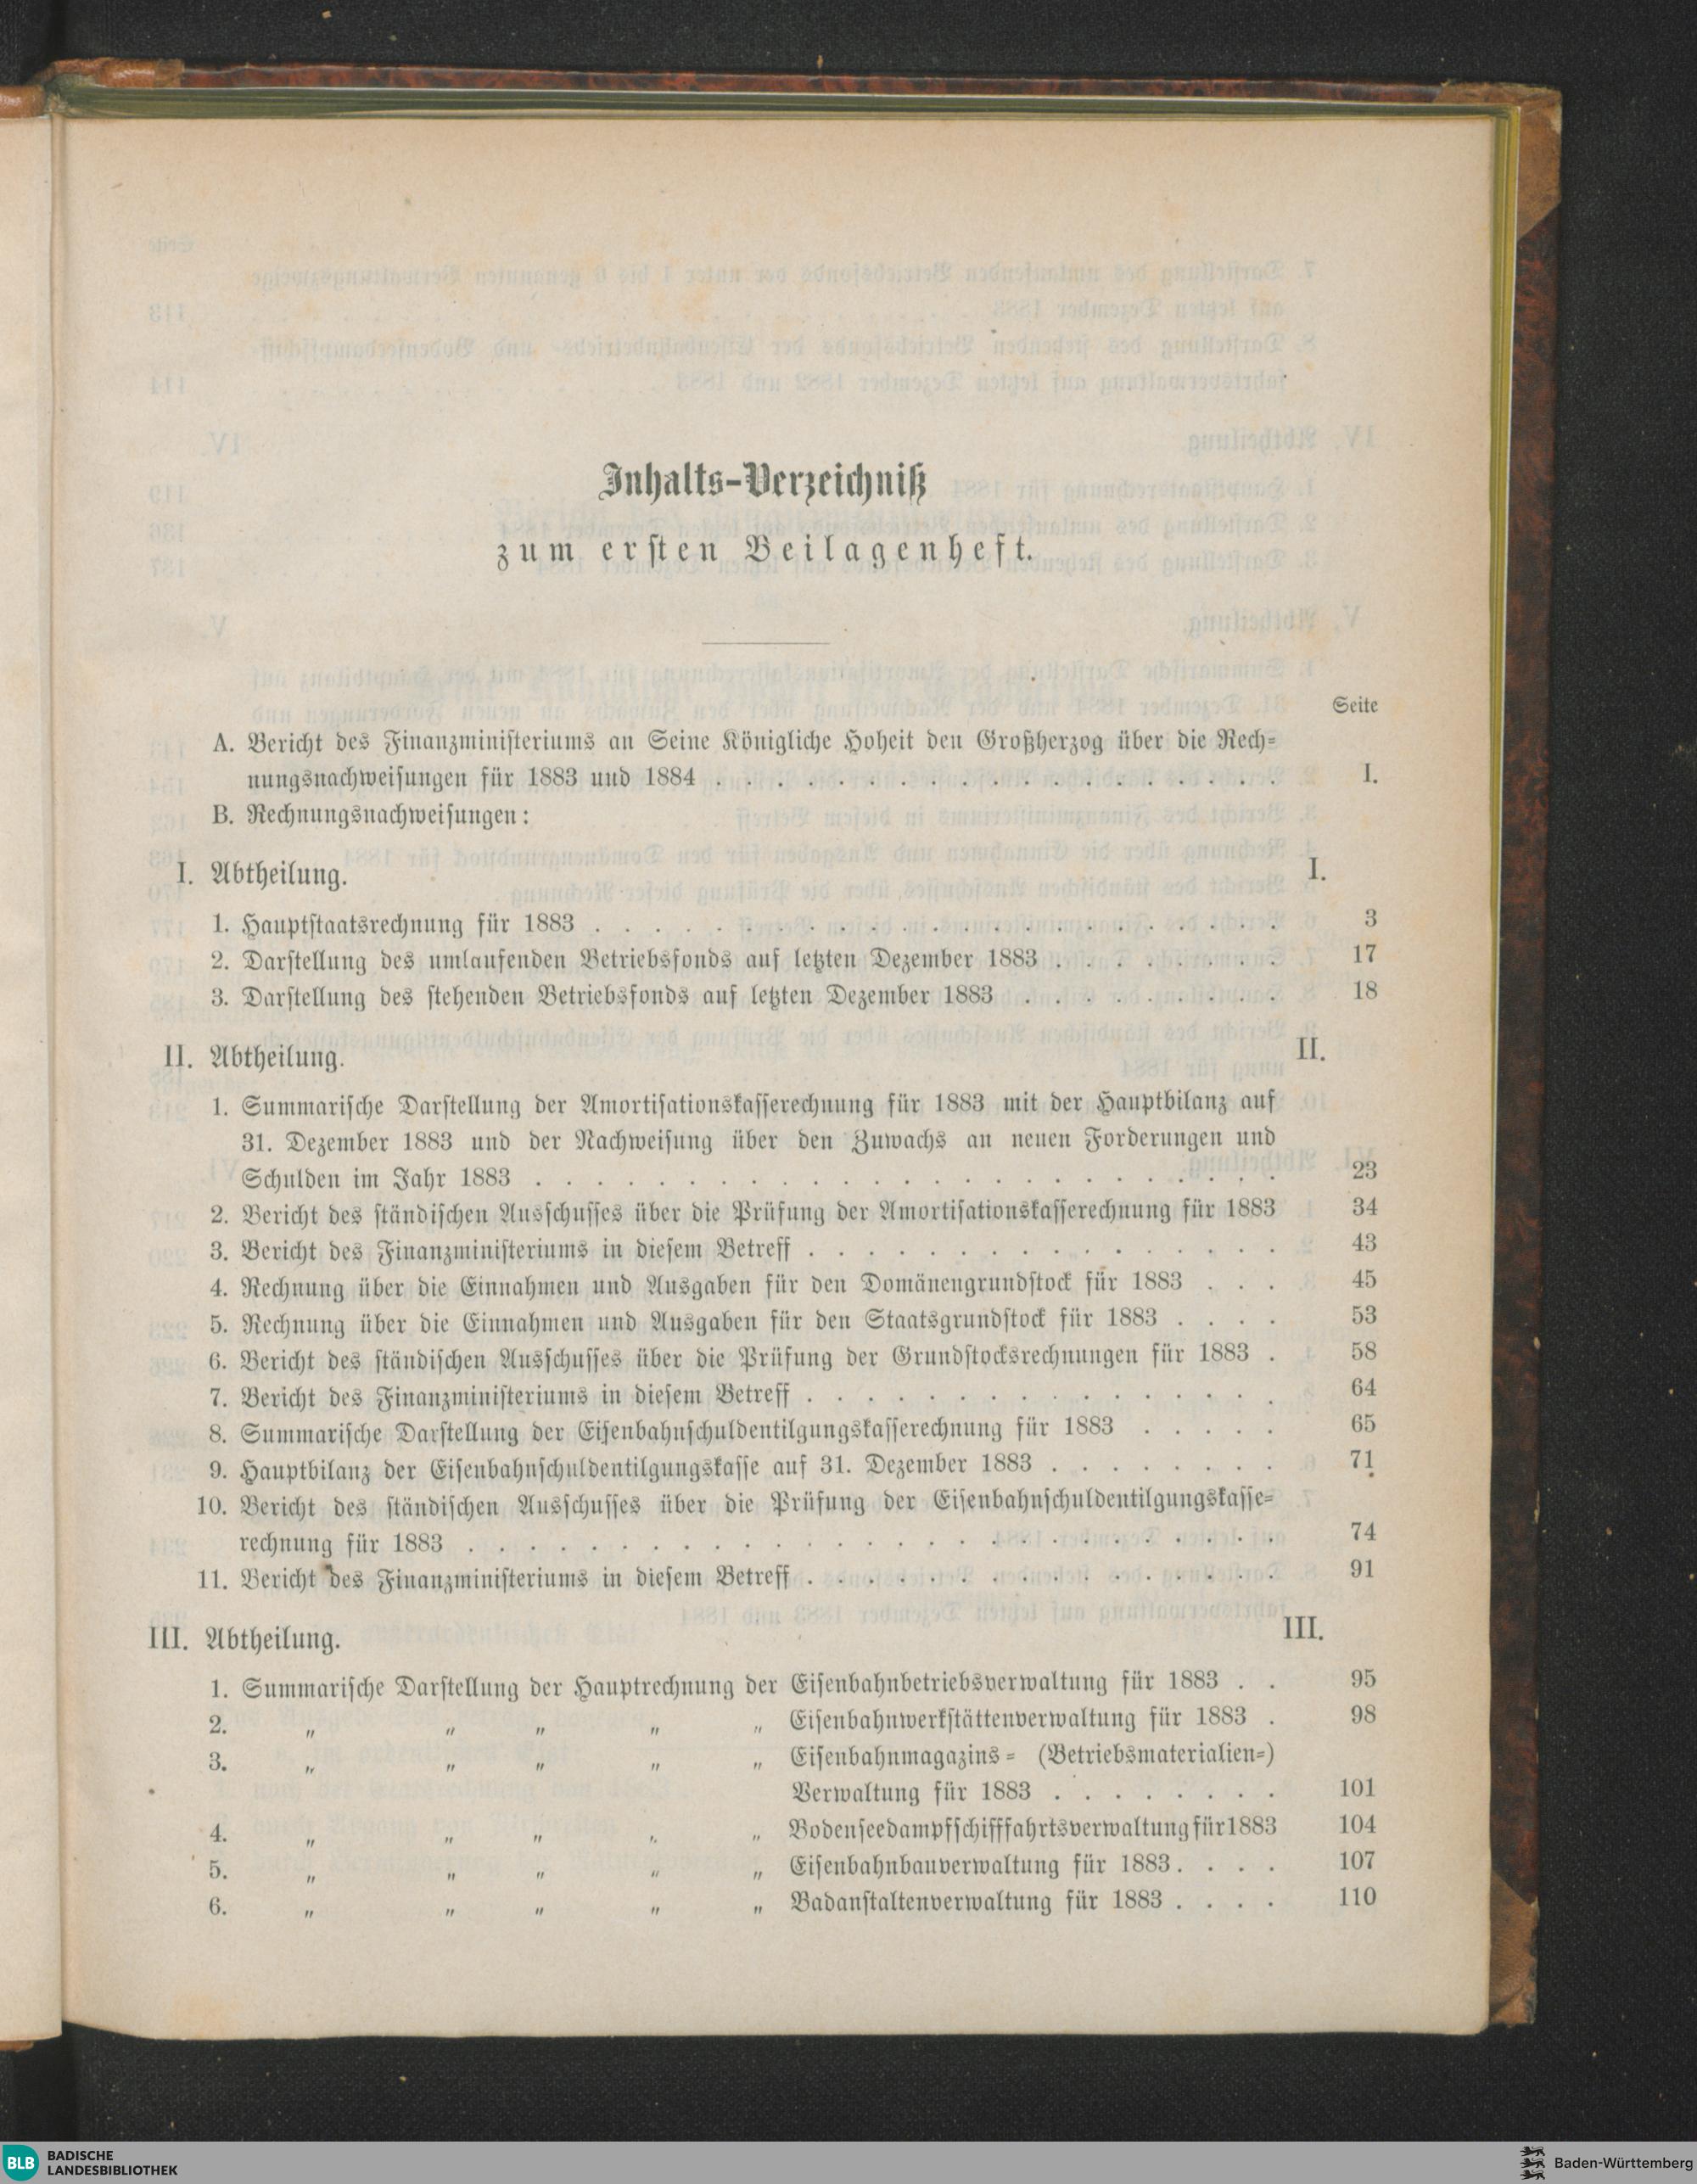 Inhalts-Verzeichniß
zum ersten Beilagenheft.
Seite
A. Bericht des Finanzministeriums an Seine Königliche Hoheit den Großherzog über die Rech-
nungsnachweisungen für 1883 und 1884 . . . . . . . . . . . . . . . . . . . I.
B. Rechnungsnachweisungen:
I. Abtheilung. I.
1. Hauptstaatsrechnung für 1883 . . . . . . . . . . . . . . . . . . . . . . . 3
2. Darstellung des umlaufenden Betriebsfonds auf letzten Dezember 1883 . . . . . . . . 17
3. Darstellung des stehenden Betriebsfonds auf letzten Dezember 1883 . . . . . . . . . 18
II. Abtheilung. II.
1. Summarische Darstellung der Amortisationskasserechnung für 1883 mit der Hauptbilanz auf
31. Dezember 1883 und der Nachweisung über den Zuwachs an neuen Forderungen und
Schulden im Jahr 1883 . . . . . . . . . . . . . . . . . . . . . . . . . 23
2. Bericht des ständischen Ausschusses über die Prüfung der Amortisationskasserechnung für 1883 34
3. Bericht des Finanzministeriums in diesem Betreff . . . . . . . . . . . . . . . . 43
4. Rechnung über die Einnahmen und Ausgaben für den Domänengrundstock für 1883 . . . 45
5. Rechnung über die Einnahmen und Ausgaben für den Staatsgrundstock für 1883 . . . . 53
6. Bericht des ständischen Ausschusses über die Prüfung der Grundstocksrechnungen für 1883 . 58
7. Bericht des Finanzministeriums in diesem Betreff . . . . . . . . . . . . . . . . 64
8. Summarische Darstellung der Eisenbahnschuldentilgungskasserechnung für 1883 . . . . . 65
9. Hauptbilanz der Eisenbahnschuldentilgungskasse auf 31. Dezember 1883 . . . . . . . . 71
10. Bericht des ständischen Ausschusses über die Prüfung der Eisenbahnschuldentilgungskasse-
rechnung für 1883 . . . . . . . . . . . . . . . . . . . . . . . . . . . 74
11. Bericht des Finanzministeriums in diesem Betreff . . . . . . . . . . . . . . . . 91
III. Abtheilung. III.
1. Summarische Darstellung der Hauptrechnung der Eisenbahnbetriebsverwaltung für 1883 . . 95
2. „ „ „ „ „ Eisenbahnwerkstättenverwaltung für 1883 . 98
3. „ „ „ „ „ Eisenbahnmagazins- (Betriebsmaterialien-)
Verwaltung für 1883 . . . . . . . . 101
4. „ „ „ „ „ Bodenseedampfschifffahrtsverwaltung für 1883 104
5. „ „ „ „ „ Eisenbahnbauverwaltung für 1883 . . . . 107
6. „ „ „ „ „ Badanstaltenverwaltung für 1883 . . . . 110
BLB BADISCHE
LANDESBIBLIOTHEK
Baden-Württemberg